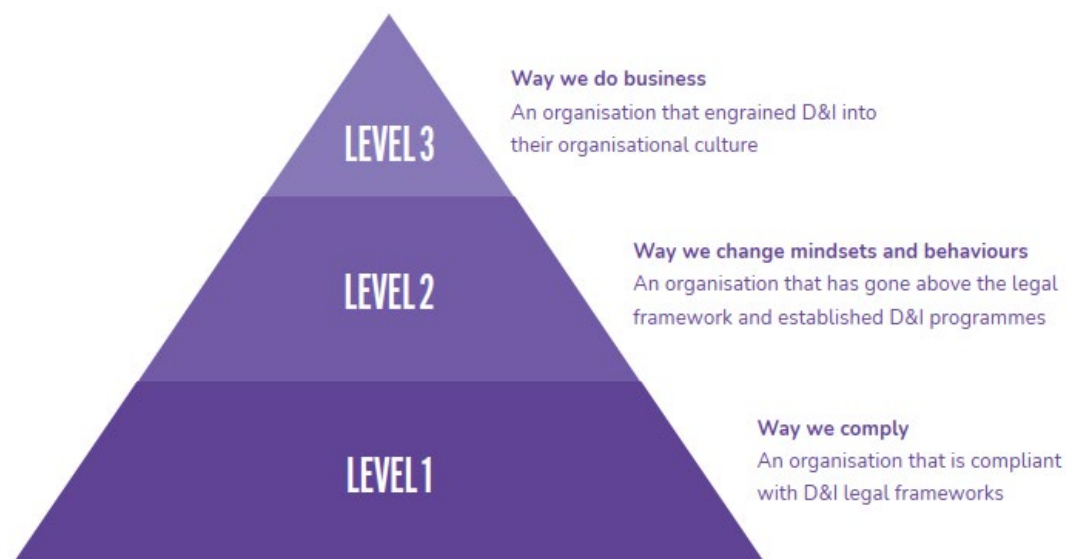 Way we do business
An organisation that engrained D&I into
their organisational culture
LEVEL 3
Way we change mindsets and behaviours
An organisation that has gone above the legal
framework and established D&I programmes
LEVEL 2
Way we comply
An organisation that is compliant
with D&I legal frameworks
LEVEL 1